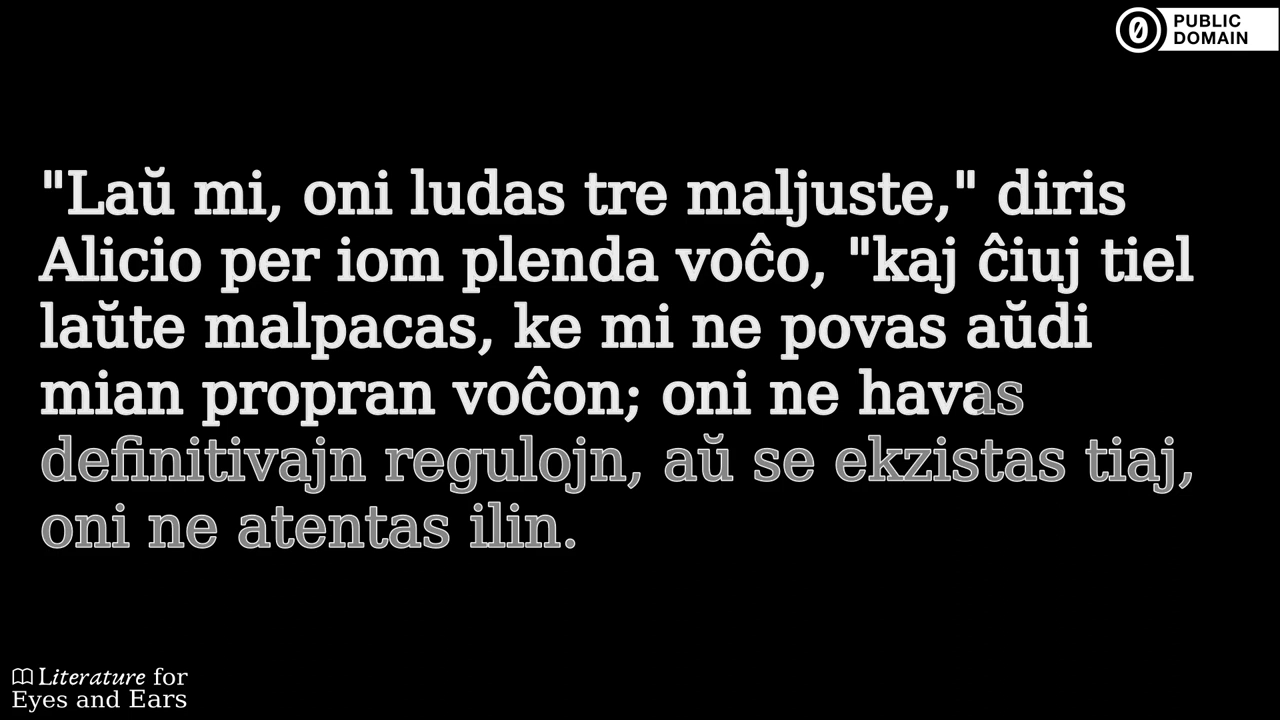 PUBLIC
DOMAIN
"Laŭ mi, oni ludas tre maljuste," diris
Alicio per iom plenda voĉo, "kaj ĉiuj tiel
laŭte malpacas, ke mi ne povas aŭdi
mian propran voĉon; oni ne havas
definitivajn regulojn, aŭ se ekzistas tiaj,
oni ne atentas ilin.
Literature for
Eyes and Ears